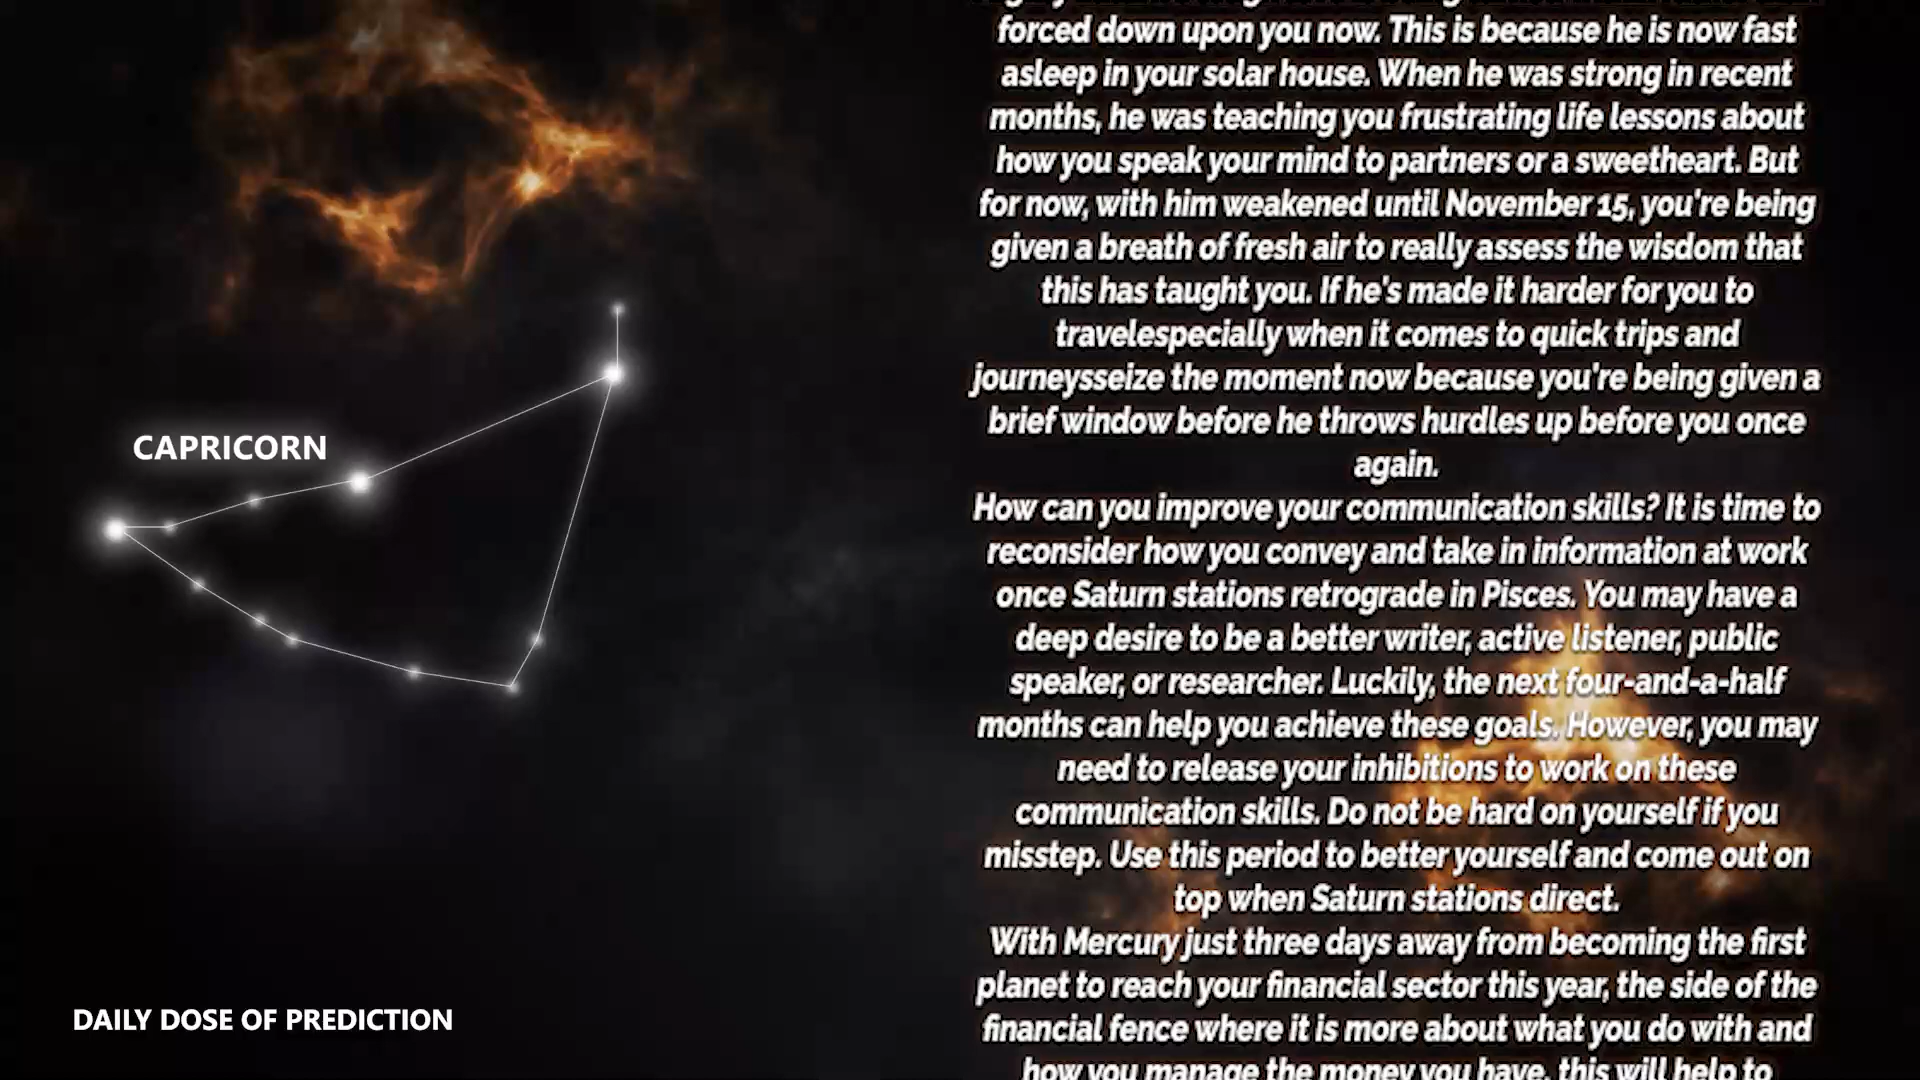 forced down upon you now. This is because he is now fast
asleep in your solar house. When he was strong in recent
months, he was teaching you frustrating life lessons about
how you speak your mind to partners or a sweetheart. But
for now, with him weakened until November 15, you're being
given a breath of fresh air to really assess the wisdom that
this has taught you. If he's made it harder for you to
travelespecially when it comes to quick trips and
journeysseize the moment now because you're being given a
brief window before he throws hurdles up before you once
again.
How can you improve your communication skills? It is time to
reconsider how you convey and take in information at work
once Saturn stations retrograde in Pisces. You may have a
deep desire to be a better writer, active listener, public
speaker, or researcher. Luckily, the next four-and-a-half
months can help you achieve these goals. However, you may
need to release your inhibitions to work on these
communication skills. Do not be hard on yourself if you
misstep. Use this period to better yourself and come out on
top when Saturn stations direct.
With Mercury just three days away from becoming the first
planet to reach your financial sector this year, the side of the
financial fence where it is more about what you do with and
how you manage the money you have, this will help to
CAPRICORN
DAILY DOSE OF PREDICTION